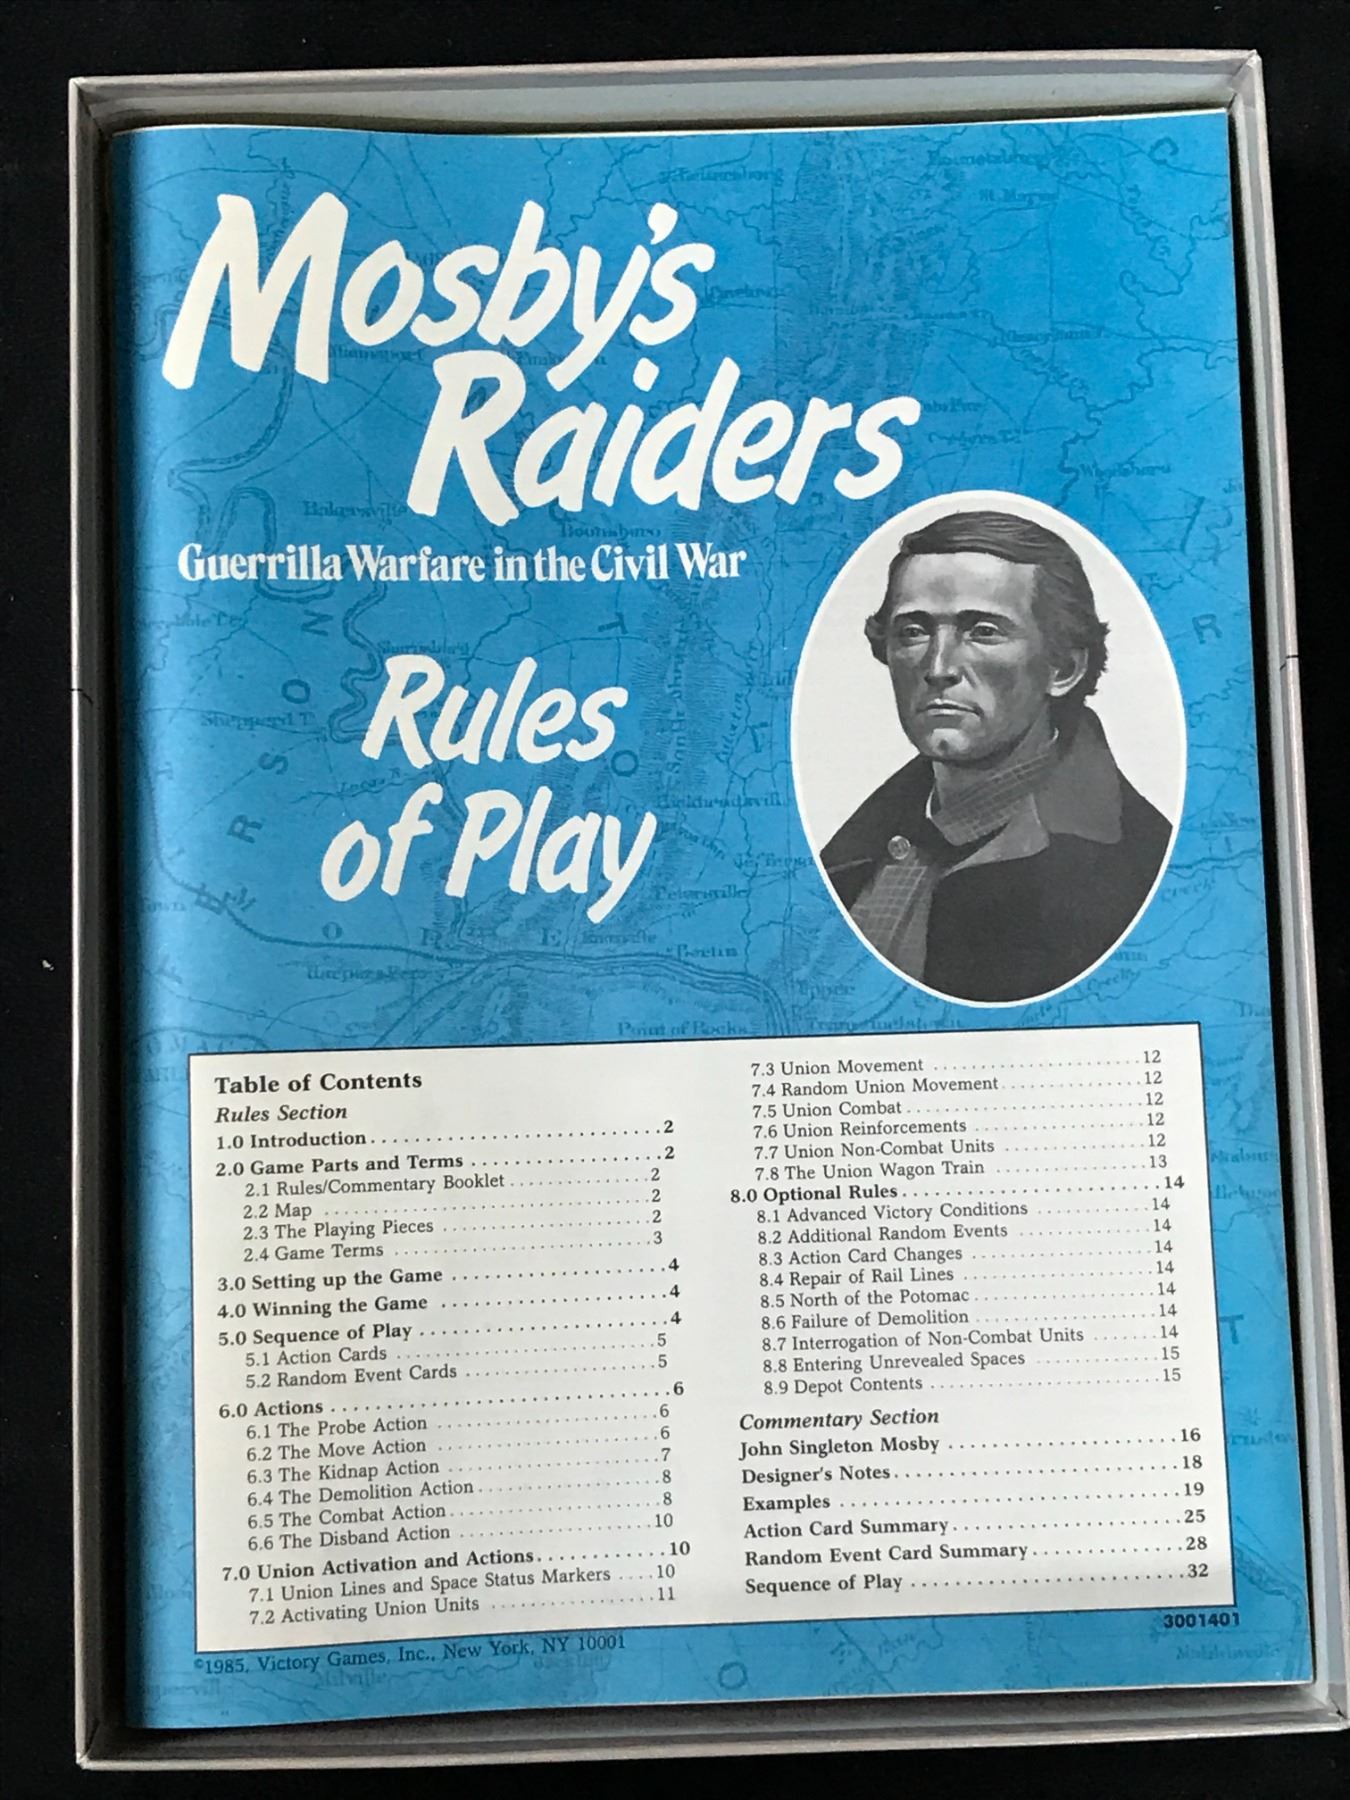 Mosby's
Raiders
Guerrilla Warfare in the Civil War
Rules
of Play
Table of Contents
Rules Section
1.0 Introduction........................... 2
2.0 Game Parts and Terms .................. 2
2.1 Rules/Commentary Booklet ............. 2
2.2 Map .............................. 2
2.3 The Playing Pieces ................... 2
2.4 Game Terms ........................ 3
3.0 Setting up the Game .................... 4
4.0 Winning the Game ..................... 4
5.0 Sequence of Play ....................... 4
5.1 Action Cards ........................ 5
5.2 Random Event Cards ................. 5
6.0 Actions ............................... 6
6.1 The Probe Action .................... 6
6.2 The Move Action .................... 6
6.3 The Kidnap Action ................... 7
6.4 The Demolition Action ................ 8
6.5 The Combat Action................... 8
6.6 The Disband Action .................. 10
7.0 Union Activation and Actions............ 10
7.1 Union Lines and Space Status Markers .... 10
7.2 Activating Union Units ............... 11
7.3 Union Movement ..................... 12
7.4 Random Union Movement............. 12
7.5 Union Combat ...................... 12
7.6 Union Reinforcements ................ 12
7.7 Union Non-Combat Units .............. 12
7.8 The Union Wagon Train .............. 13
8.0 Optional Rules.......................... 14
8.1 Advanced Victory Conditions ........... 14
8.2 Additional Random Events ............. 14
8.3 Action Card Changes ................. 14
8.4 Repair of Rail Lines .................. 14
8.5 North of the Potomac ................. 14
8.6 Failure of Demolition ................. 14
8.7 Interrogation of Non-Combat Units ....... 14
8.8 Entering Unrevealed Spaces ............ 15
8.9 Depot Contents ...................... 15
Commentary Section
John Singleton Mosby ..................... 16
Designer's Notes.......................... 18
Examples ............................... 19
Action Card Summary..................... 25
Random Event Card Summary.............. 28
Sequence of Play ......................... 32
3001401
©1985, Victory Games, Inc., New York, NY 10001